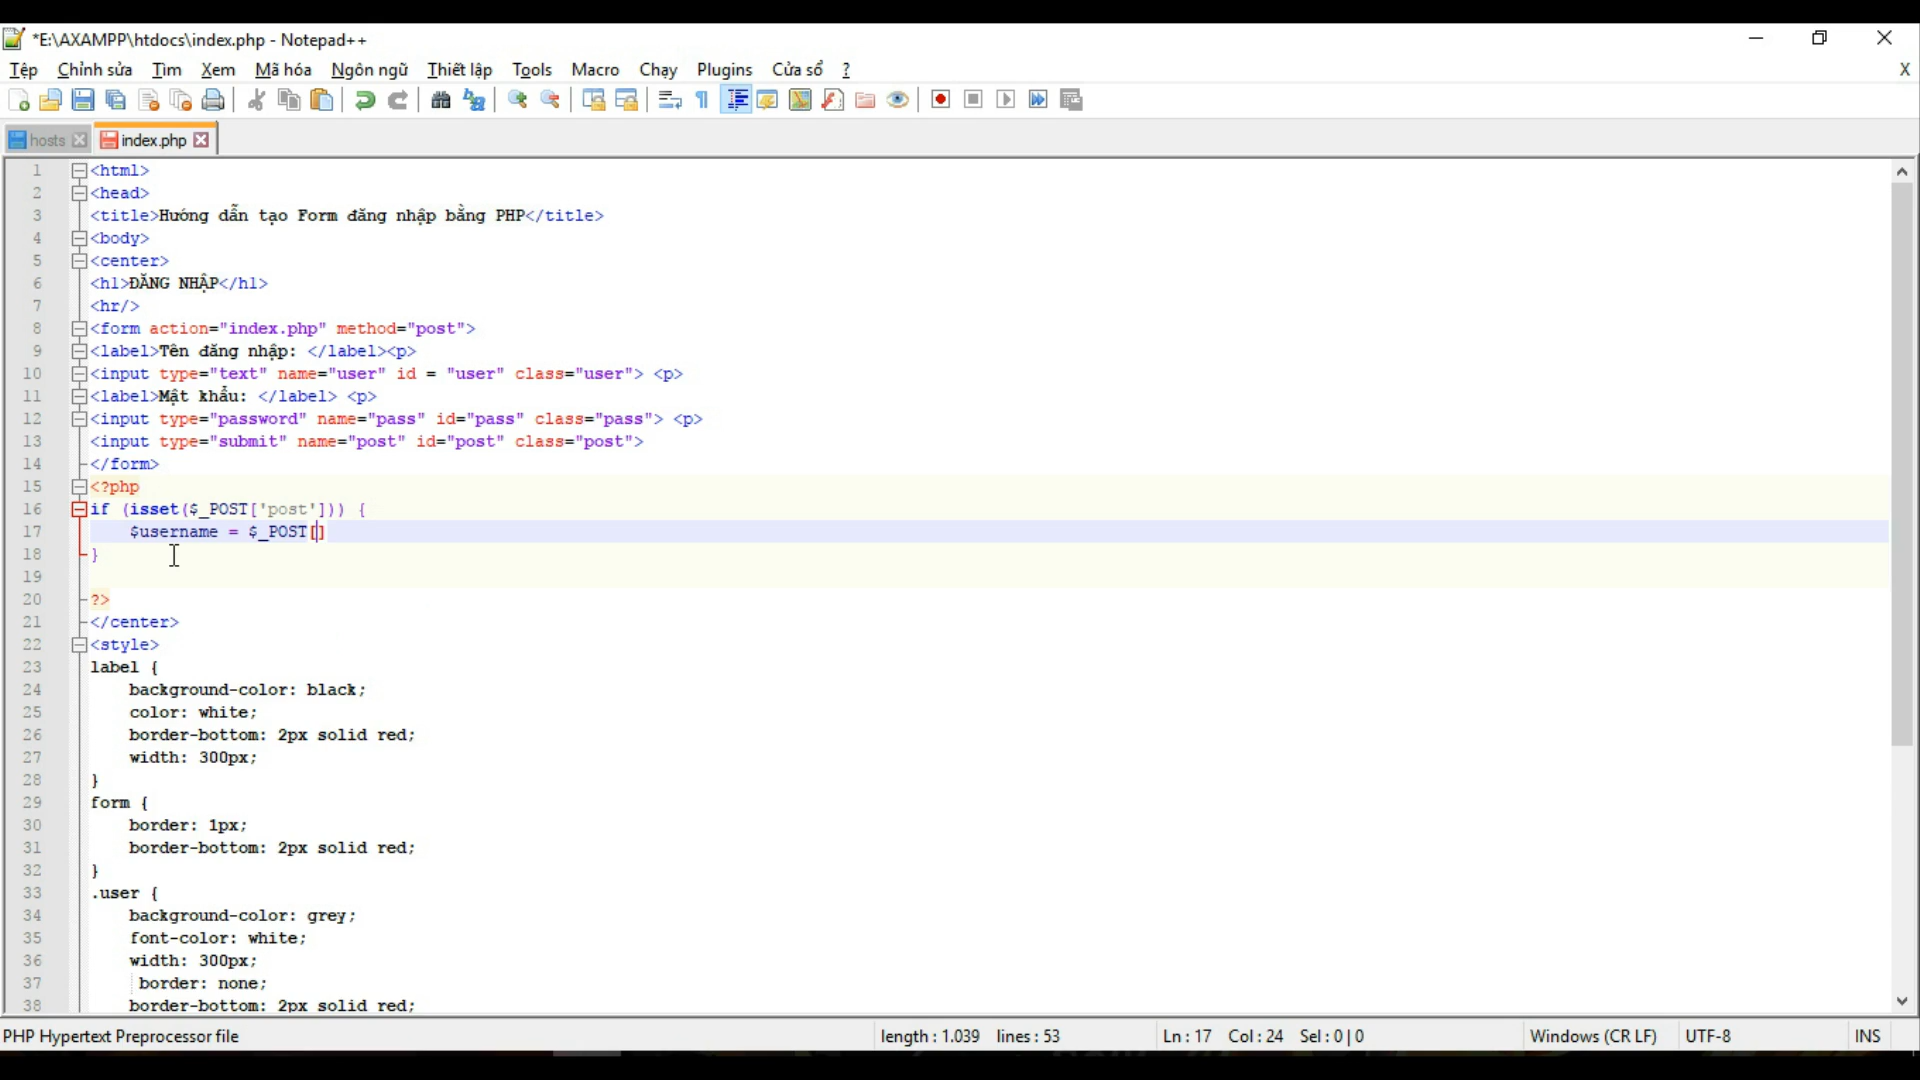 *E:\AXAMPP\htdocs\index.php - Notepad++
Tệp Chỉnh sửa Tìm Xem Mã hóa Ngôn ngữ Thiết lập Tools Macro Chạy Plugins Cửa sổ ? X
hosts index.php
1 <html>
2 <head>
3 <title>Hướng dẫn tạo Form đăng nhập bằng PHP</title>
4 <body>
5 <center>
6 <h1>ĐĂNG NHẬP</h1>
7 <hr/>
8 <form action="index.php" method="post">
9 <label>Tên đăng nhập: </label><p>
10 <input type="text" name="user" id = "user" class="user"> <p>
11 <label>Mật khẩu: </label> <p>
12 <input type="password" name="pass" id="pass" class="pass"> <p>
13 <input type="submit" name="post" id="post" class="post">
14 </form>
15 <?php
16 if (isset($_POST['post'])) {
17 $username = $_POST[]
18 }
19
20 ?>
21 </center>
22 <style>
23 label {
24 background-color: black;
25 color: white;
26 border-bottom: 2px solid red;
27 width: 300px;
28 }
29 form {
30 border: 1px;
31 border-bottom: 2px solid red;
32 }
33 .user {
34 background-color: grey;
35 font-color: white;
36 width: 300px;
37 border: none;
38 border-bottom: 2px solid red;
PHP Hypertext Preprocessor file length : 1.039 lines : 53 Ln : 17 Col : 24 Sel : 0 | 0 Windows (CR LF) UTF-8 INS